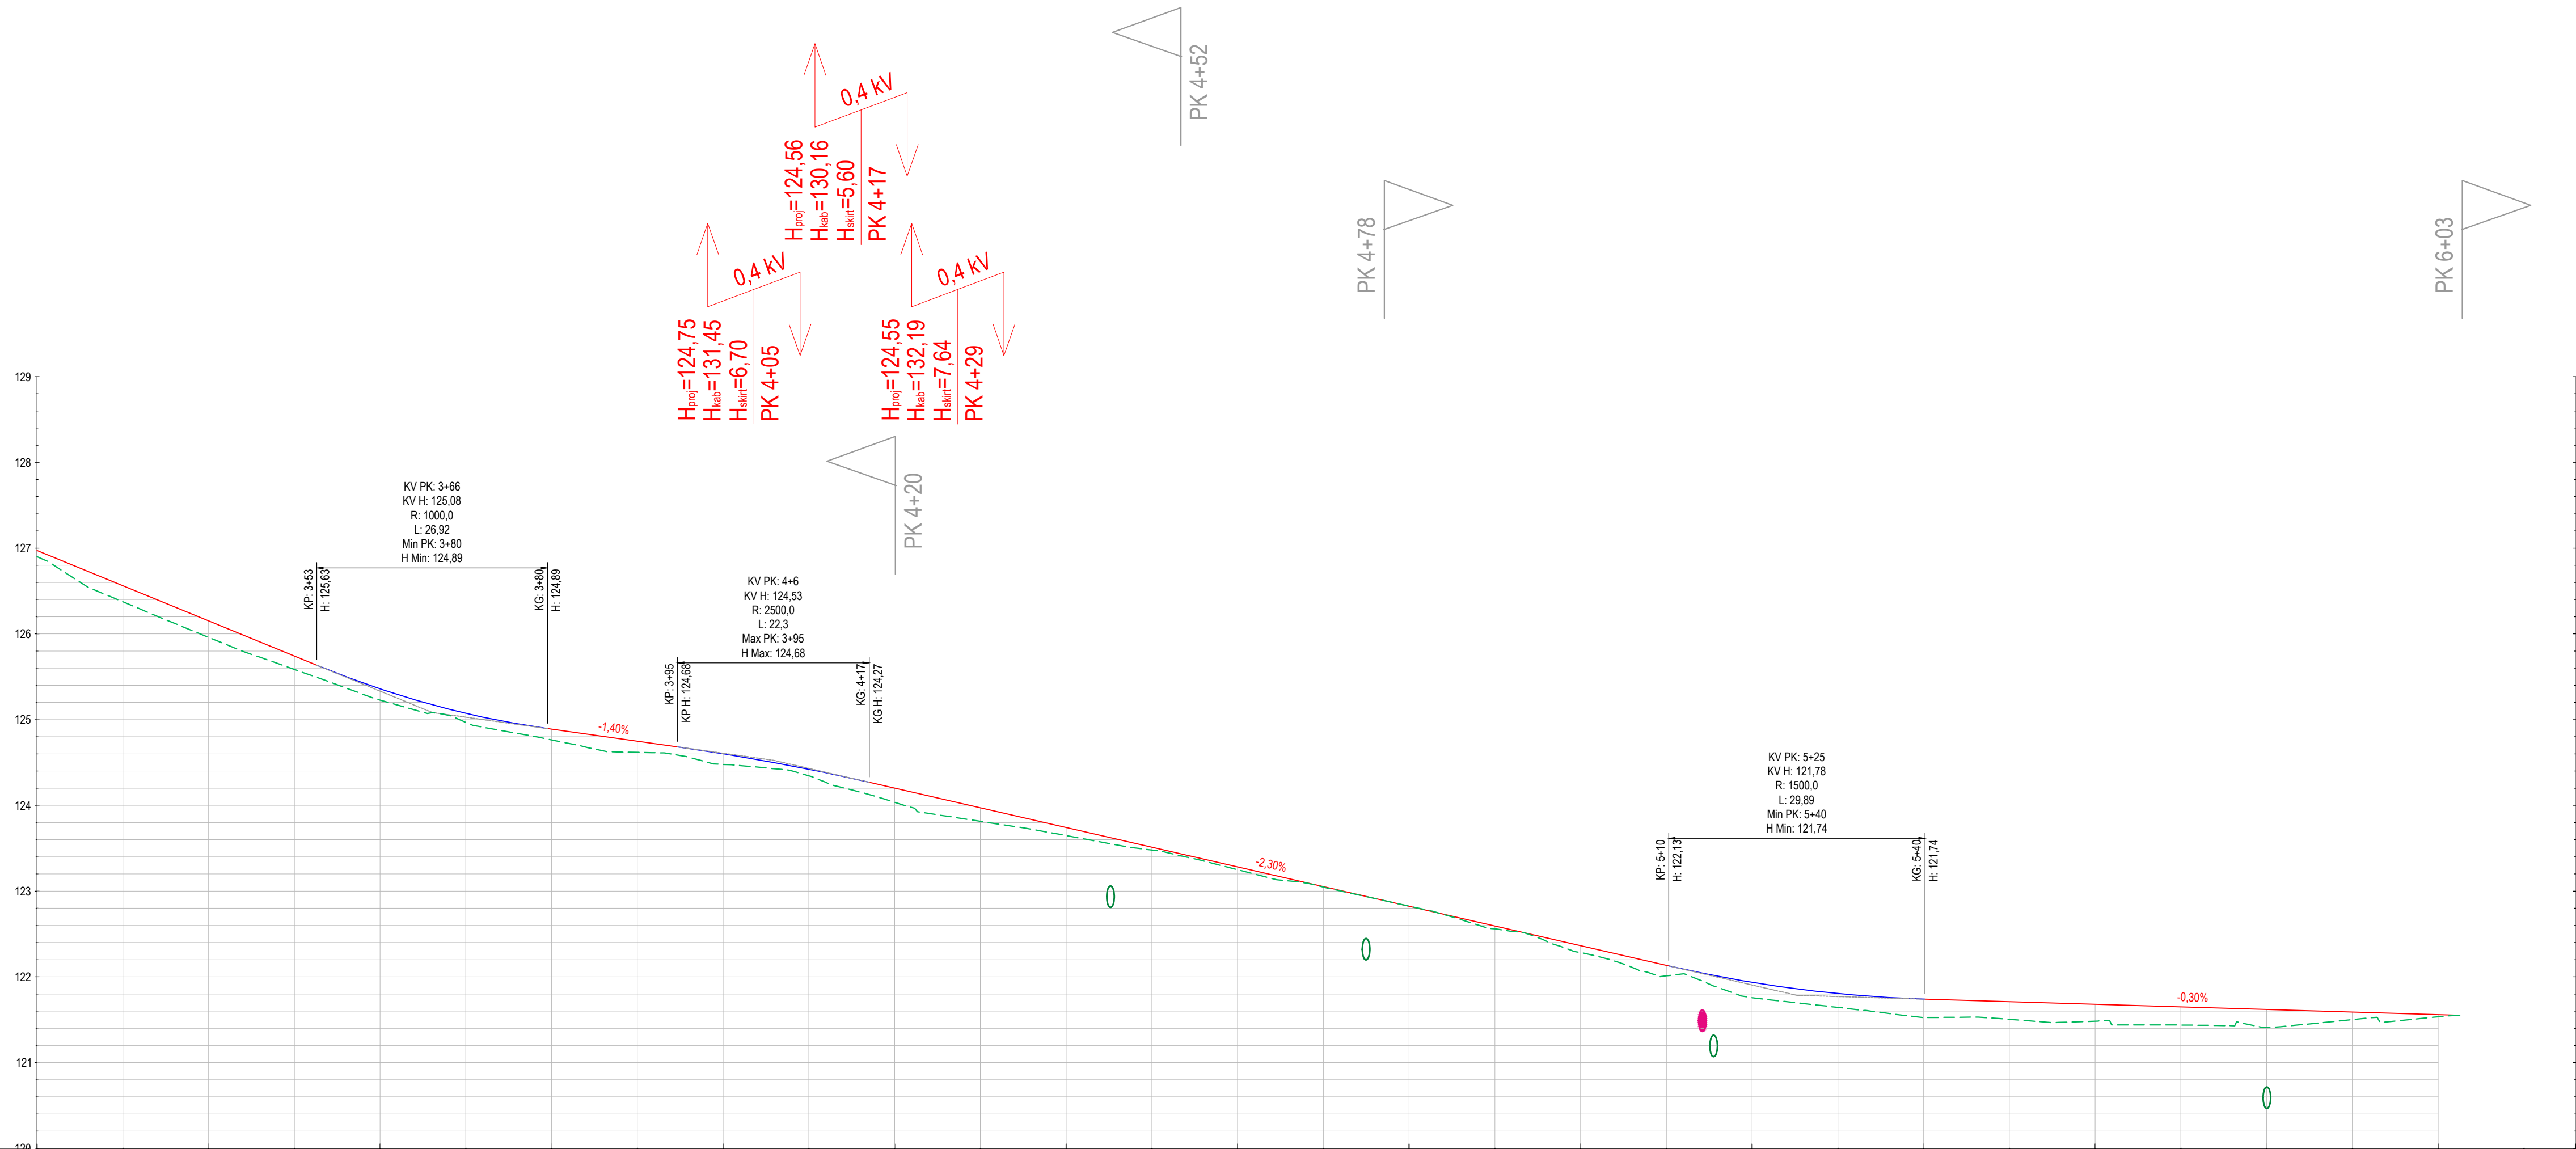 PK 4+52
0,4 kV
Hproj=124,56
Hkab=130,16
Hskirt=5,60
PK 4+17
PK 4+78
PK 6+03
0,4 kV
Hproj=124,75
Hkab=131,45
Hskirt=6,70
PK 4+05
0,4 kV
Hproj=124,55
Hkab=132,19
Hskirt=7,64
PK 4+29
PK 4+20
129
128
127
126
125
124
123
122
121
120
KV PK: 3+66
KV H: 125,08
R: 1000,0
L: 26,92
Min PK: 3+80
H Min: 124,89
KP: 3+53
H: 125,63
KG: 3+80
H: 124,89
-1,40%
KV PK: 4+6
KV H: 124,53
R: 2500,0
L: 22,3
Max PK: 3+95
H Max: 124,68
KP: 3+95
KP H: 124,68
KG: 4+17
KG H: 124,27
-2,30%
KV PK: 5+25
KV H: 121,78
R: 1500,0
L: 29,89
Min PK: 5+40
H Min: 121,74
KP: 5+10
H: 122,13
KG: 5+40
H: 121,74
-0,30%